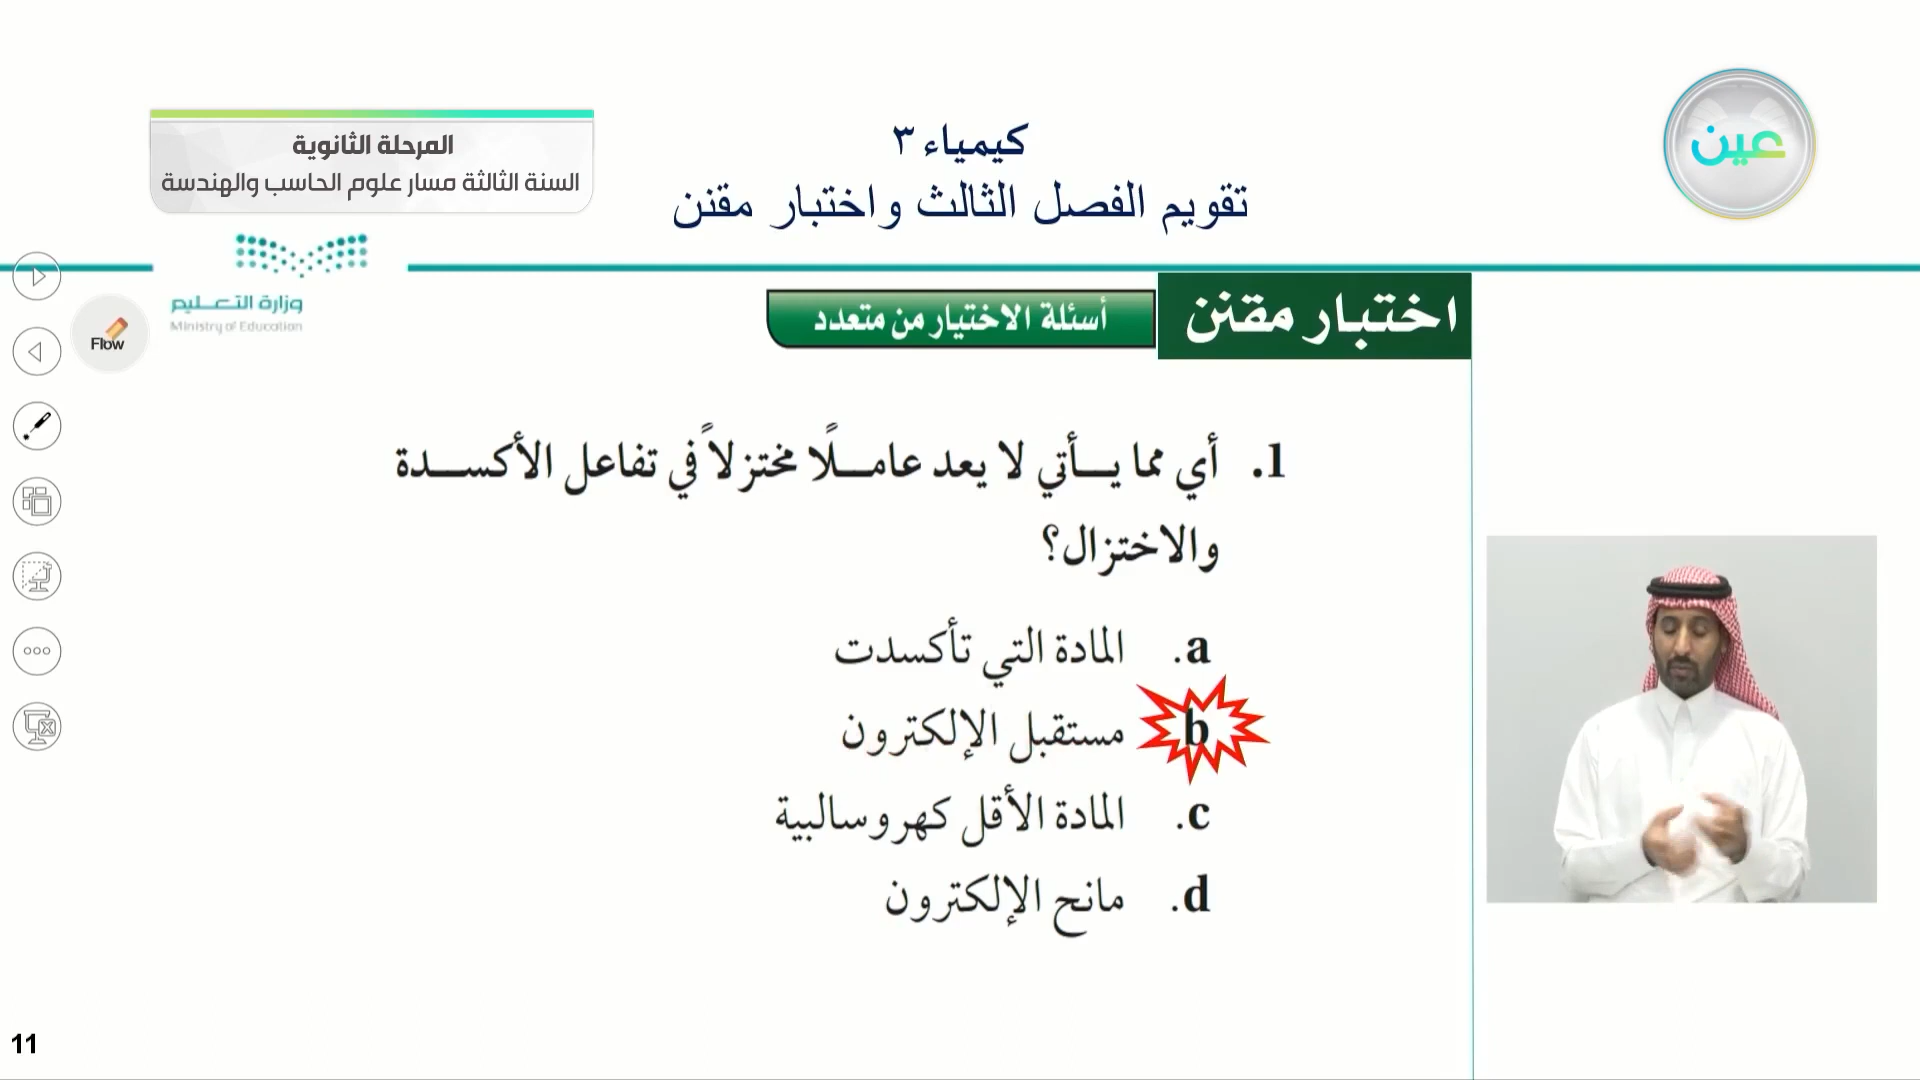 كيمياء ٣
تقويم الفصل الثالث واختبار مقنن
المرحلة الثانوية
السنة الثالثة مسار علوم الحاسب والهندسة
عين
وزارة التعليم
Ministry of Education
Flow
اختبار مقنن
أسئلة الاختيار من متعدد
1. أي مما يأتي لا يعد عاملًا مختزلاً في تفاعل الأكسدة
والاختزال؟
a. المادة التي تأكسدت
b مستقبل الإلكترون
c. المادة الأقل كهروسالبية
d. مانح الإلكترون
11